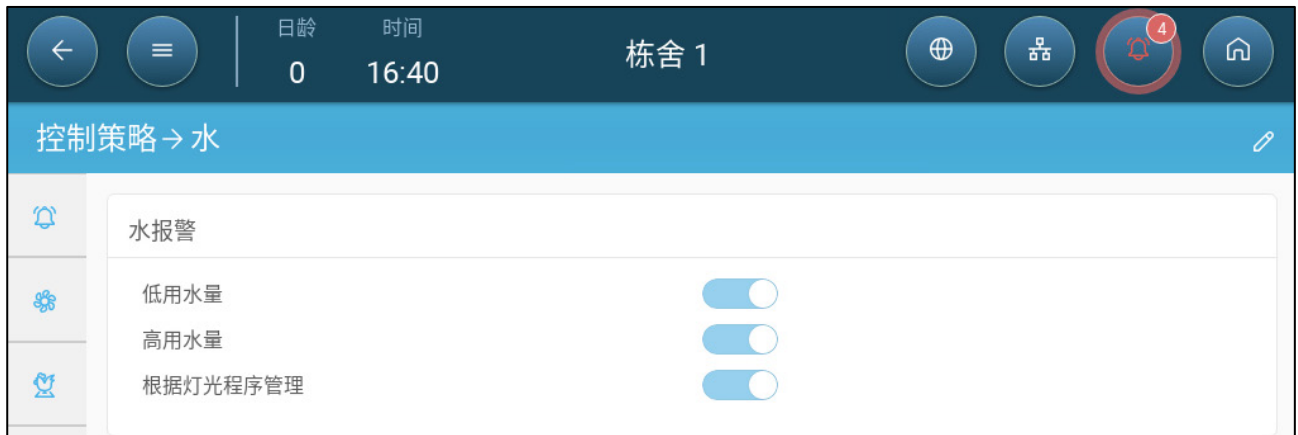 日龄 时间
0 16:40
栋舍 1
4
控制策略→水
水报警
低用水量
高用水量
根据灯光程序管理